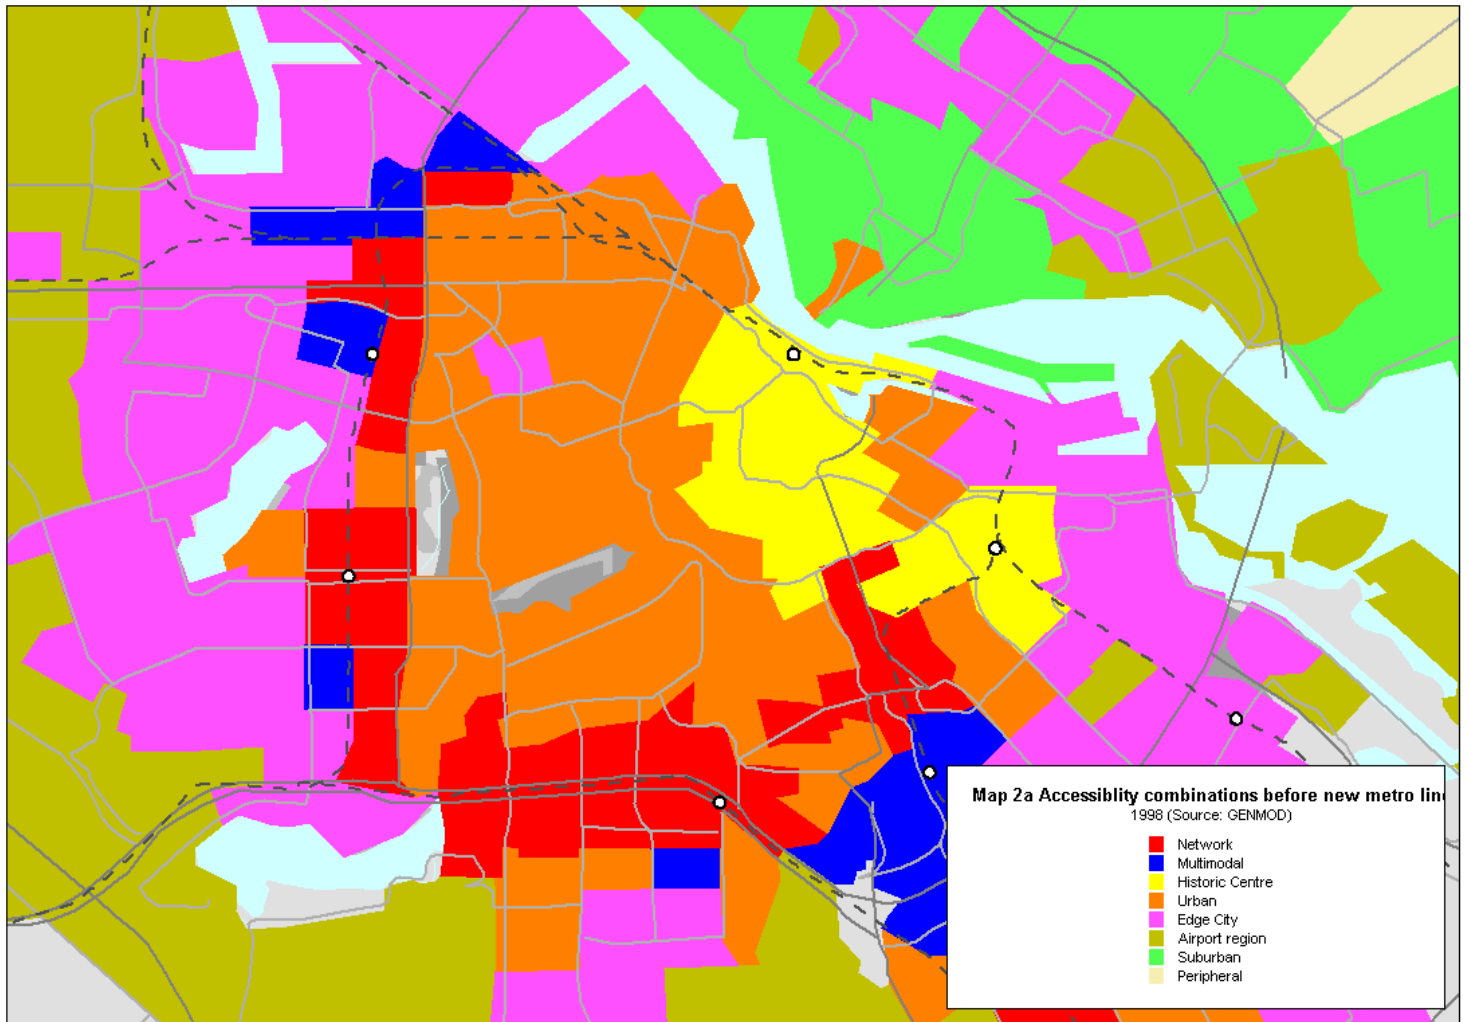 Map 2a Accessiblity combinations before new metro line
1998 (Source: GENMOD)
Network
Multimodal
Historic Centre
Urban
Edge City
Airport region
Suburban
Peripheral